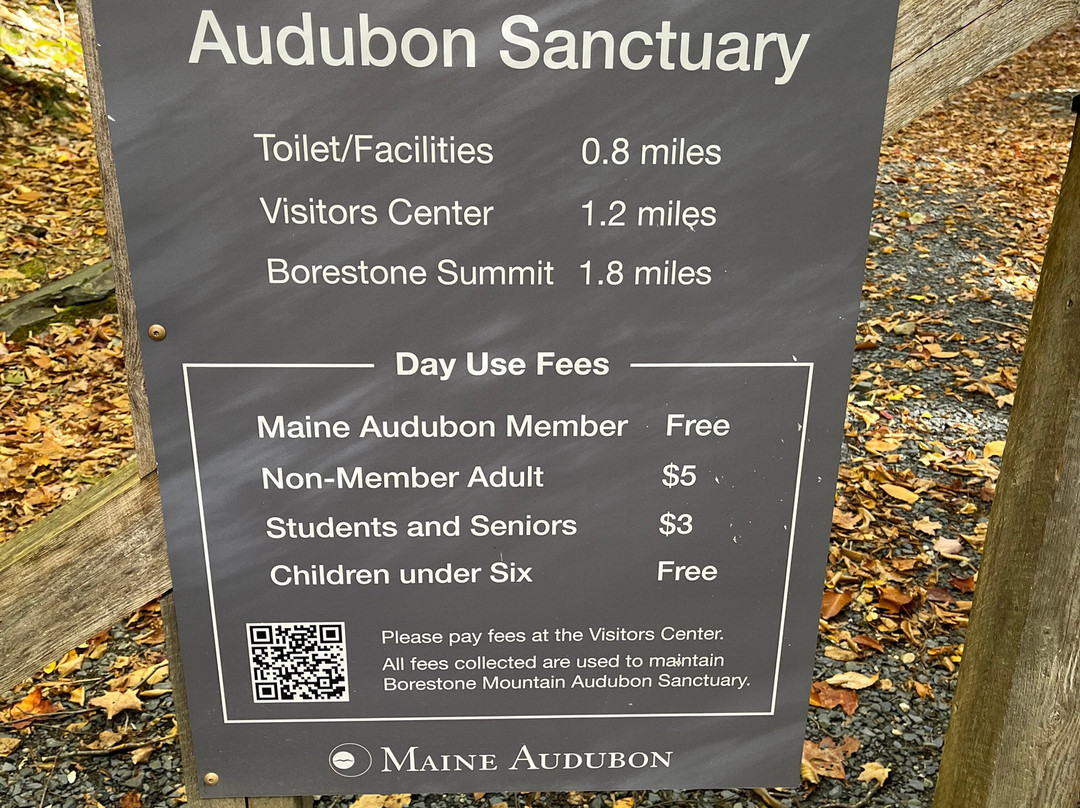 Audubon Sanctuary
Toilet/Facilities 0.8 miles
Visitors Center 1.2 miles
Borestone Summit 1.8 miles
Day Use Fees
Maine Audubon Member Free
Non-Member Adult $5
Students and Seniors $3
Children under Six Free
Please pay fees at the Visitors Center.
All fees collected are used to maintain
Borestone Mountain Audubon Sanctuary.
MAINE AUDUBON